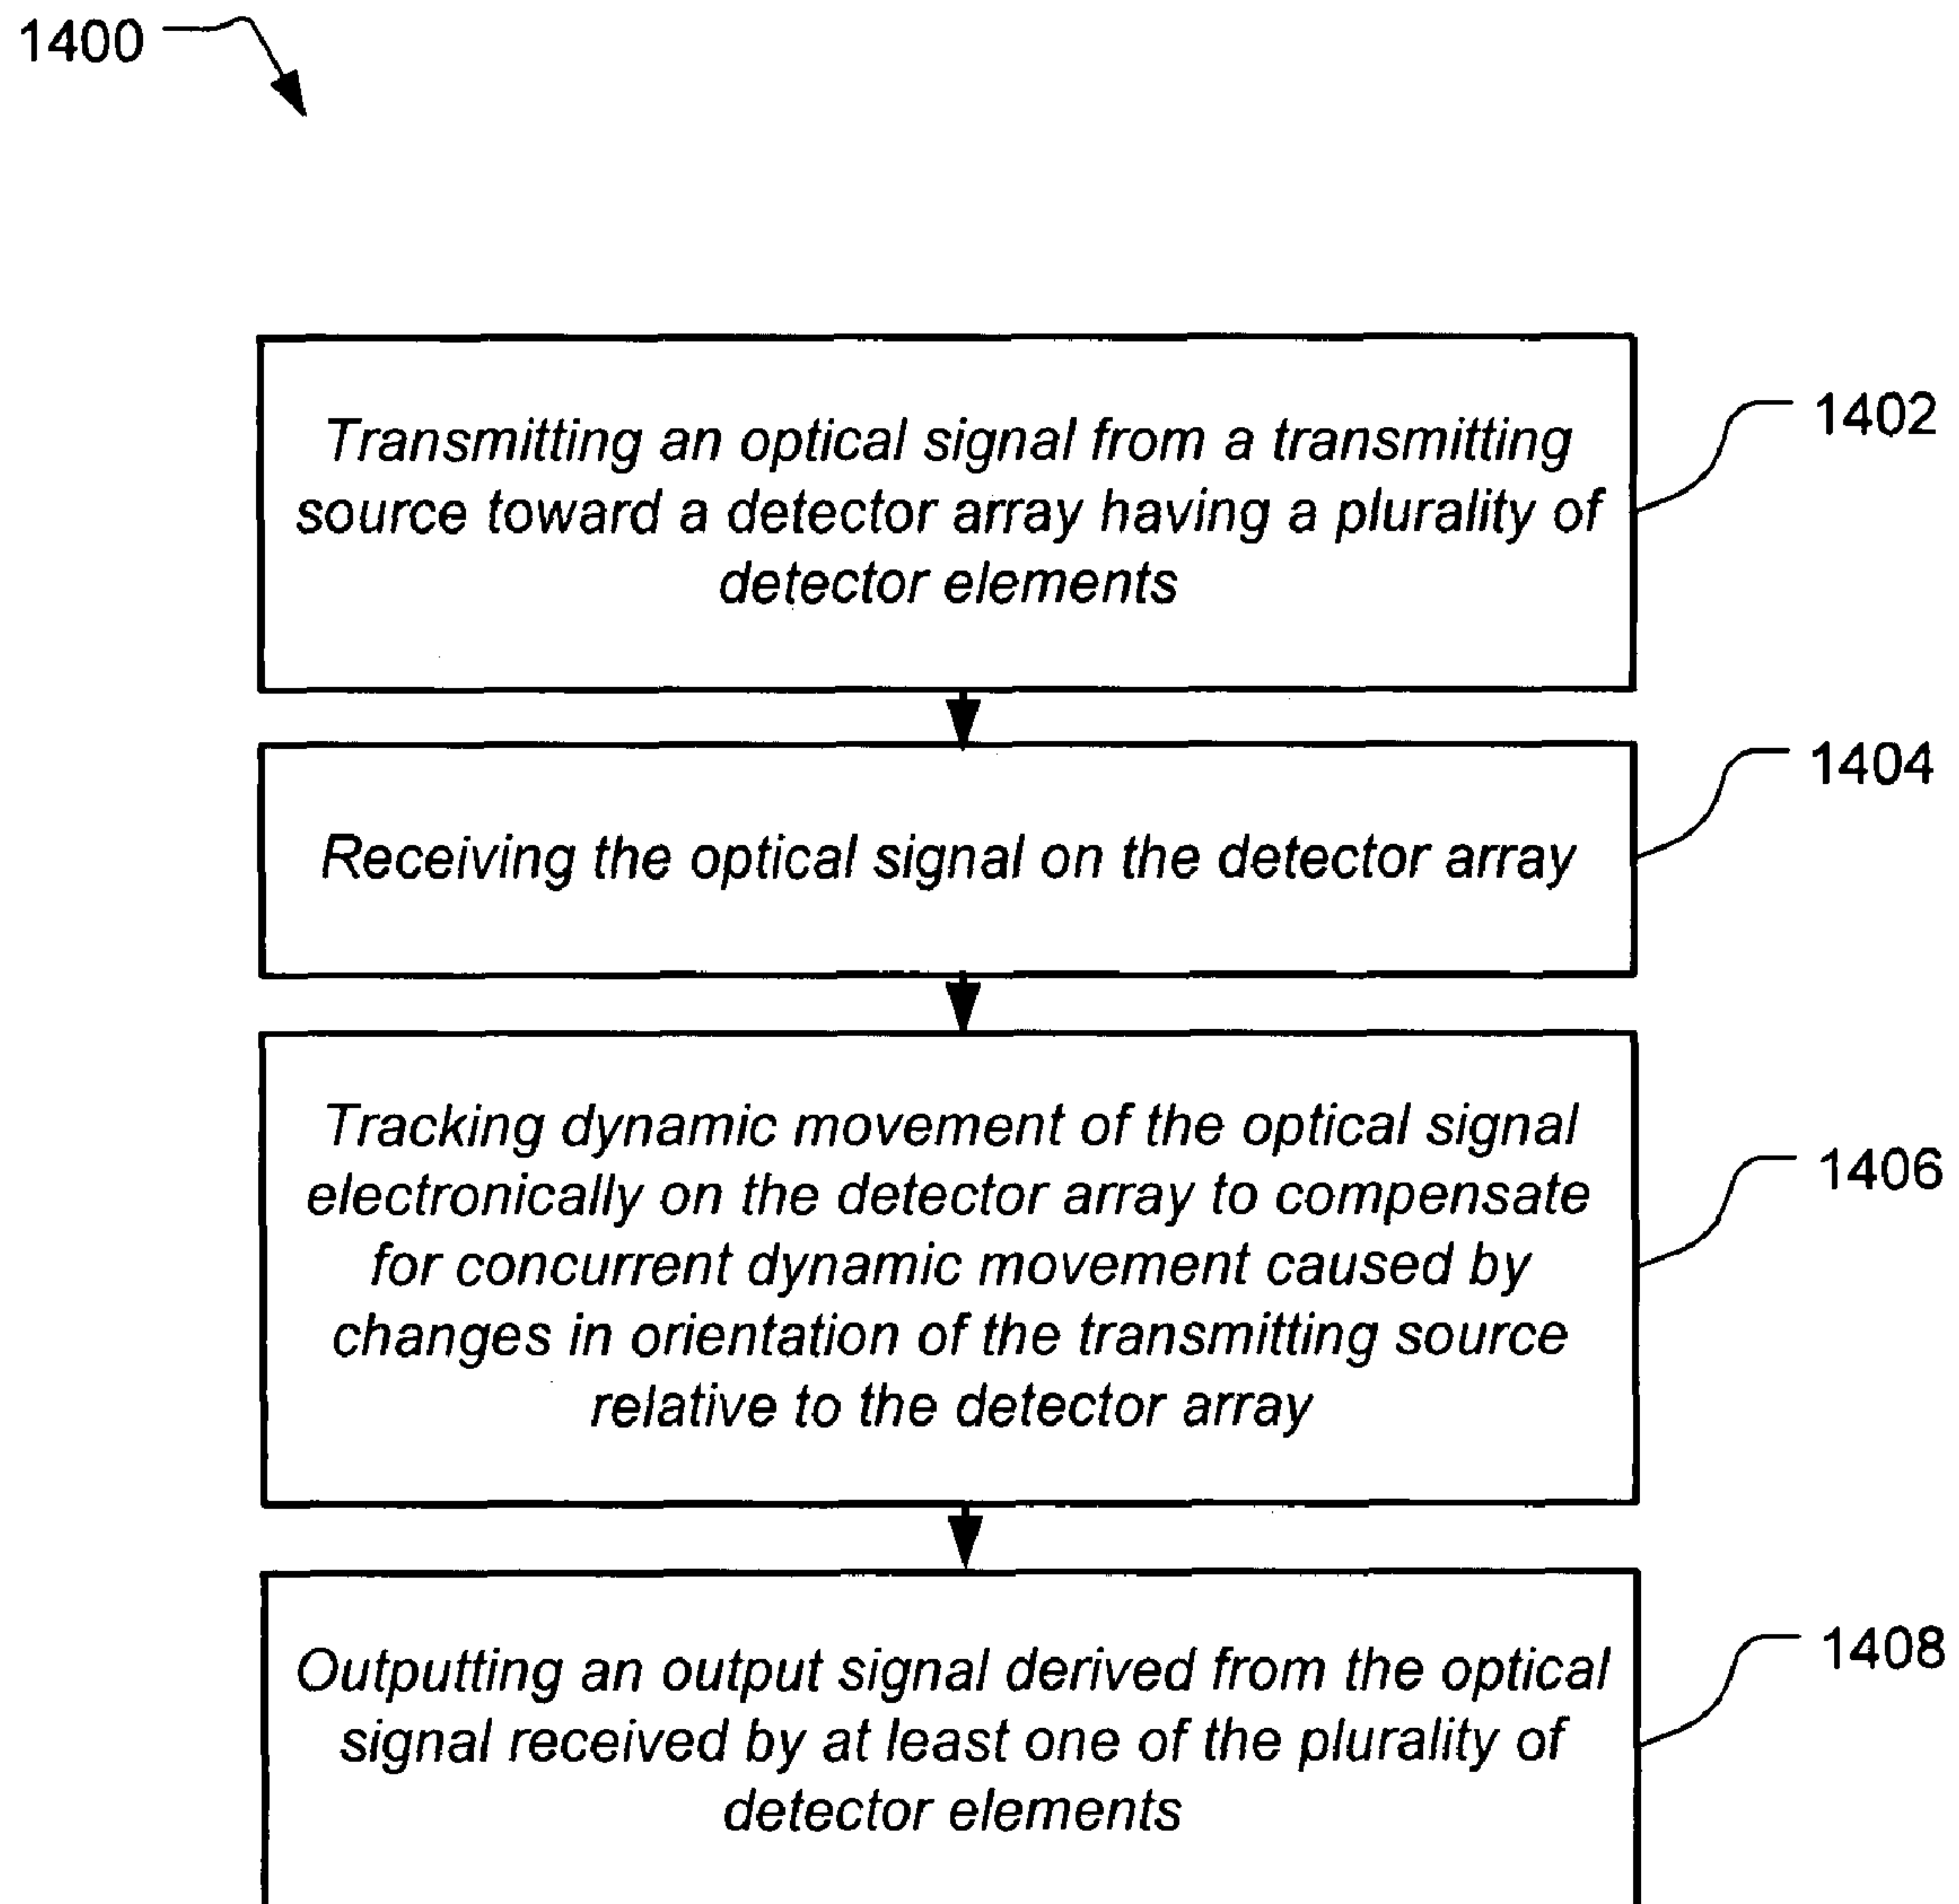 1400
Transmitting an optical signal from a transmitting
source toward a detector array having a plurality of
detector elements
1402
Receiving the optical signal on the detector array
1404
Tracking dynamic movement of the optical signal
electronically on the detector array to compensate
for concurrent dynamic movement caused by
changes in orientation of the transmitting source
relative to the detector array
1406
Outputting an output signal derived from the optical
signal received by at least one of the plurality of
detector elements
1408